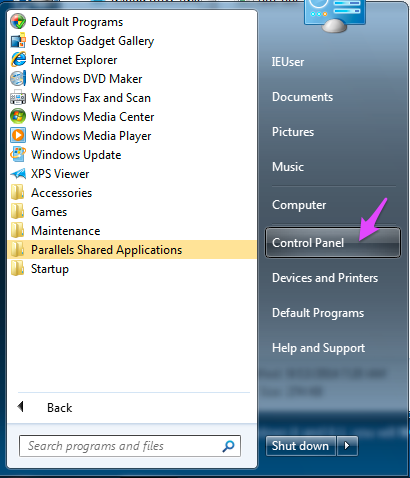 Default Programs
Desktop Gadget Gallery
Internet Explorer
Windows DVD Maker
Windows Fax and Scan
Windows Media Center
Windows Media Player
Windows Update
XPS Viewer
Accessories
Games
Maintenance
Parallels Shared Applications
Startup
Back
Search programs and files
IEUser
Documents
Pictures
Music
Computer
Control Panel
Devices and Printers
Default Programs
Help and Support
Shut down